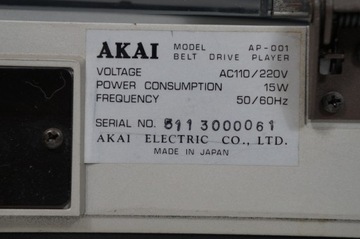 AKAI MODEL AP-001
BELT DRIVE PLAYER
VOLTAGE AC110/220V
POWER CONSUMPTION 15W
FREQUENCY 50/60Hz
SERIAL NO. 5113000061
AKAI ELECTRIC CO., LTD.
MADE IN JAPAN